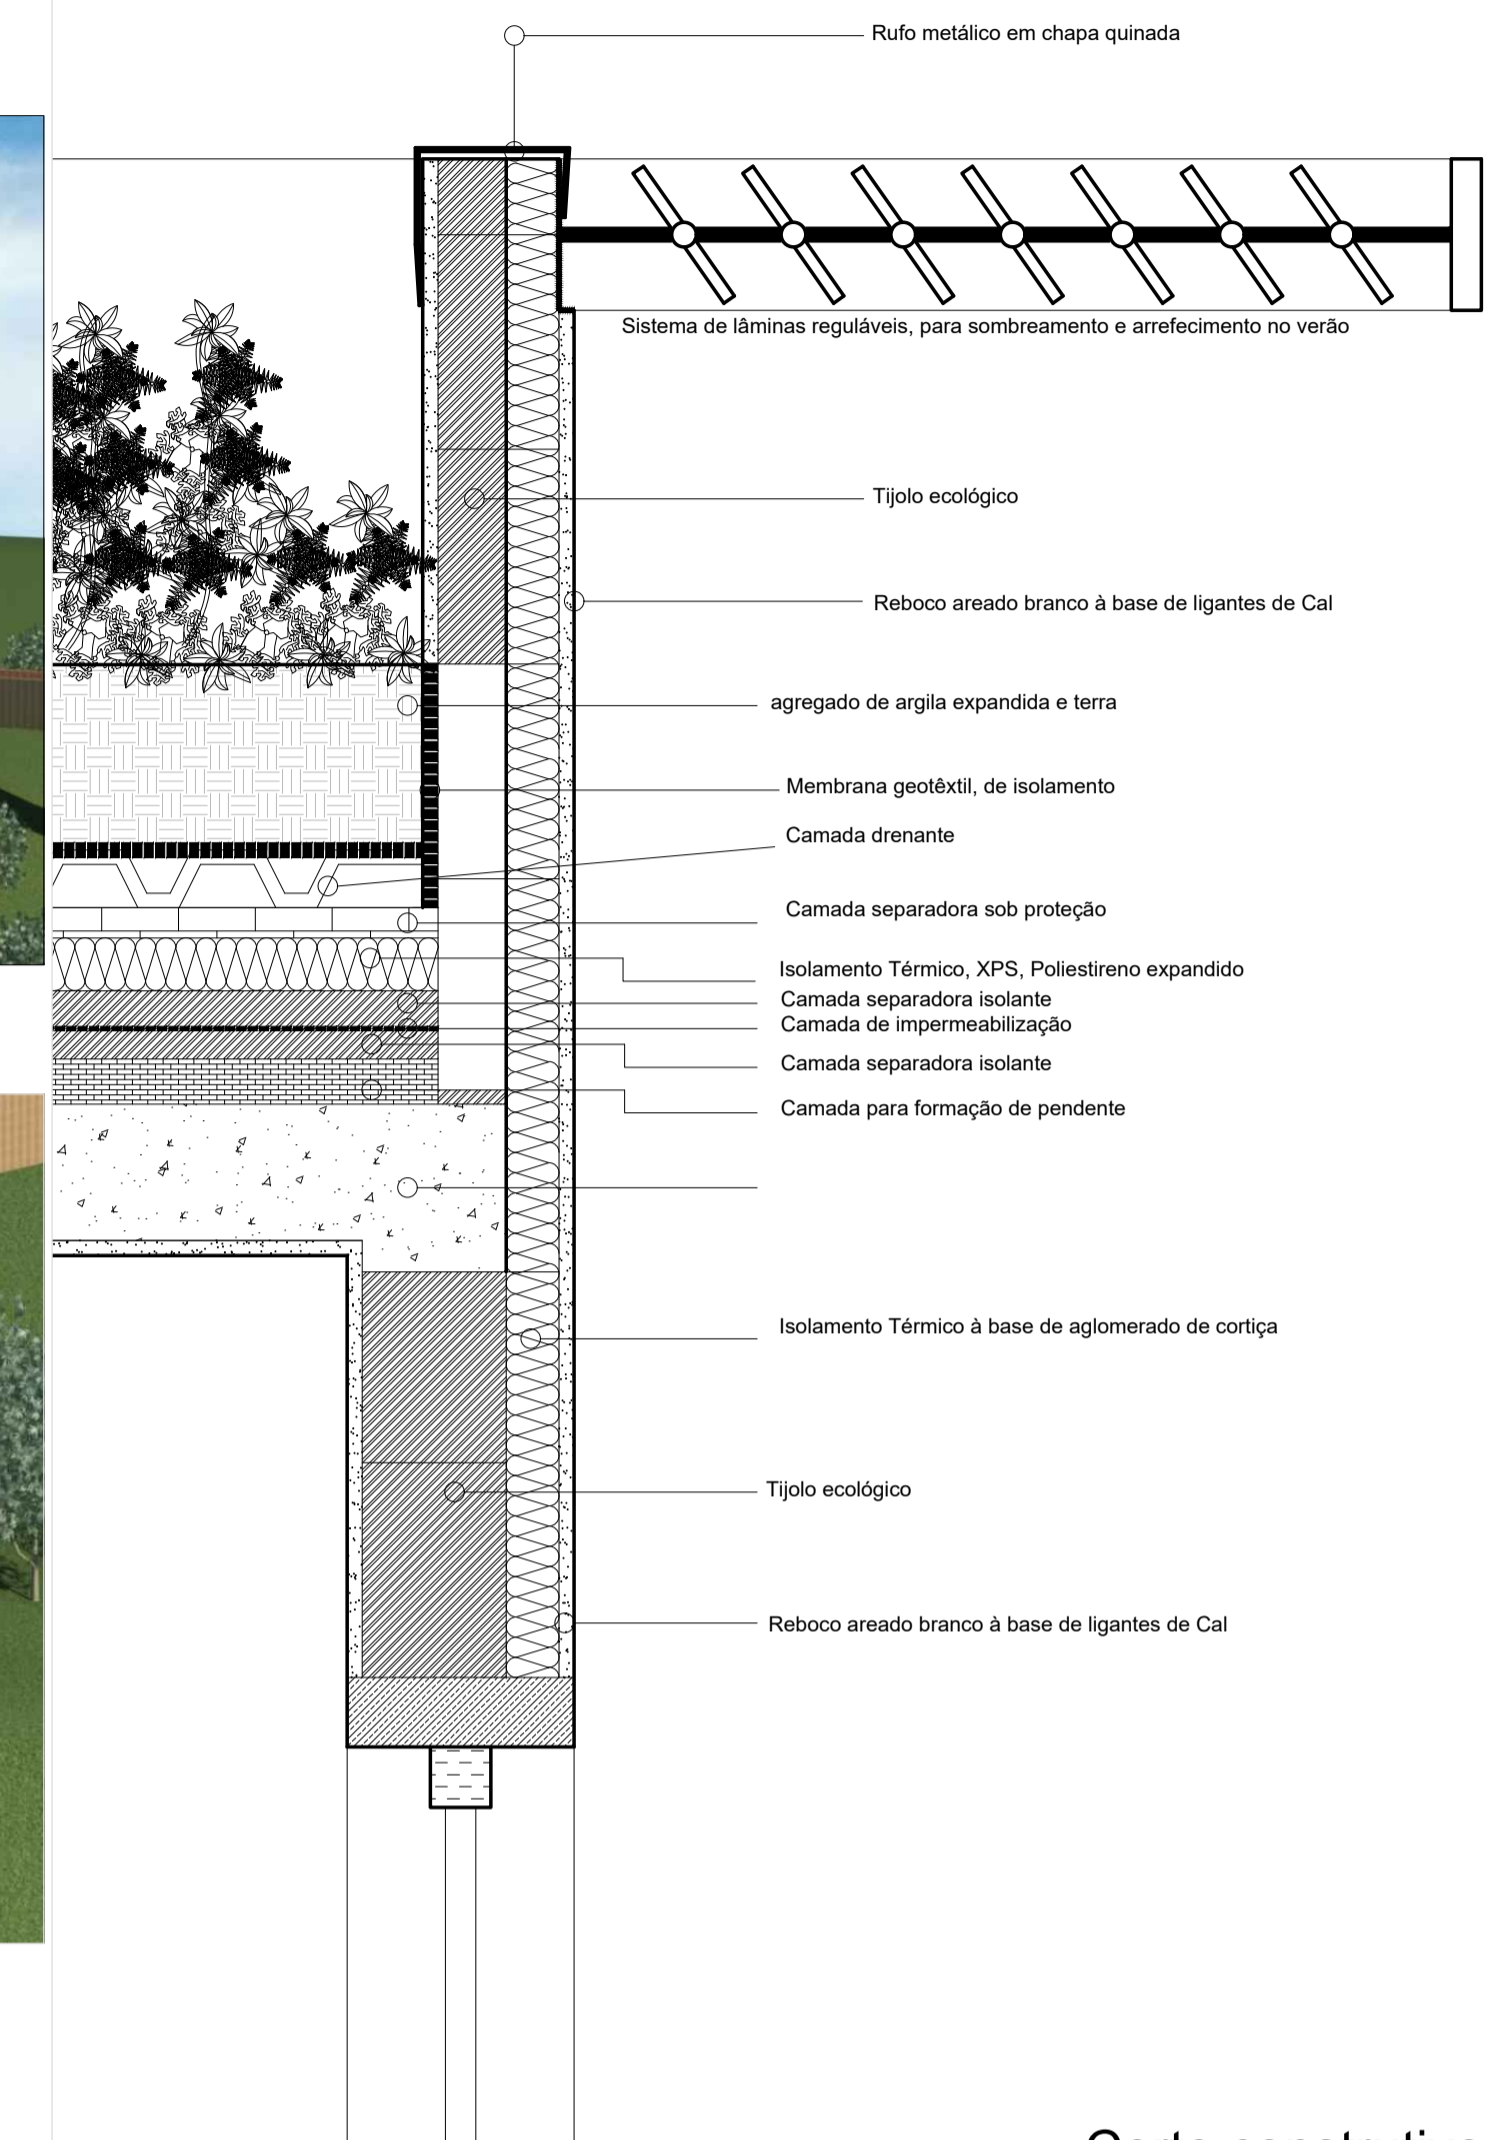 Rufo metálico em chapa quinada
Sistema de lâminas reguláveis, para sombreamento e arrefecimento no verão
Tijolo ecológico
Reboco areado branco à base de ligantes de Cal
agregado de argila expandida e terra
Membrana geotêxtil, de isolamento
Camada drenante
Camada separadora sob proteção
Isolamento Térmico, XPS, Poliestireno expandido
Camada separadora isolante
Camada de impermeabilização
Camada separadora isolante
Camada para formação de pendente
Isolamento Térmico à base de aglomerado de cortiça
Tijolo ecológico
Reboco areado branco à base de ligantes de Cal